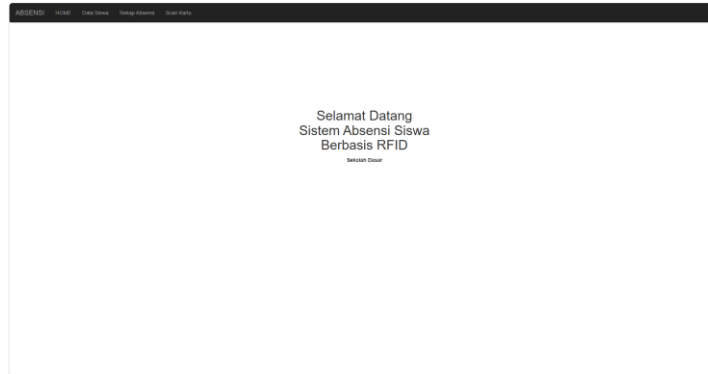 ABSENSI HOME Data Siswa Rekap Absensi Scan Kartu
Selamat Datang
Sistem Absensi Siswa
Berbasis RFID
Sekolah Dasar